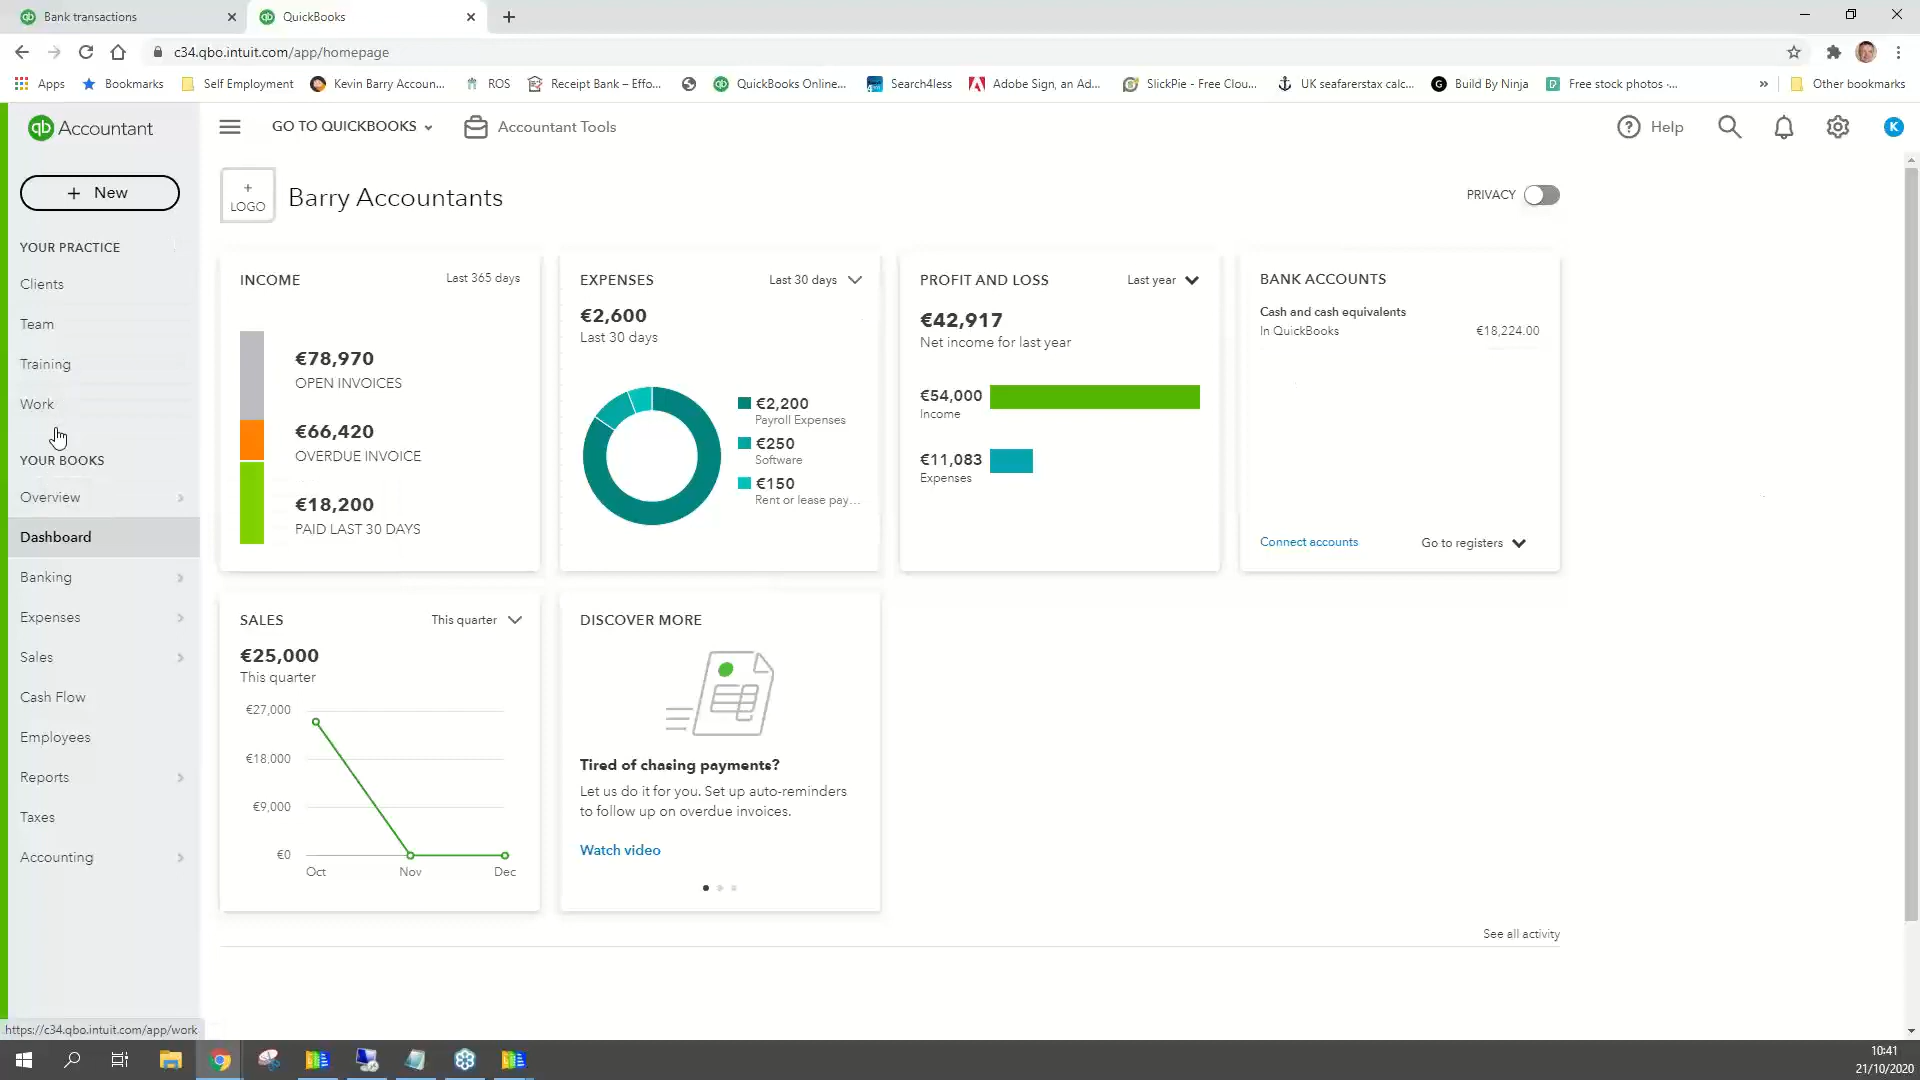 Bank transactions
QuickBooks
c34.qbo.intuit.com/app/homepage
Apps
Bookmarks
Self Employment
Kevin Barry Accoun...
ROS
Receipt Bank – Effo...
QuickBooks Online...
Search4less
Adobe Sign, an Ad...
SlickPie - Free Clou...
UK seafarerstax calc...
Build By Ninja
Free stock photos -...
»
Other bookmarks
qb Accountant
GO TO QUICKBOOKS
Accountant Tools
Help
K
+ New
YOUR PRACTICE
Clients
Team
Training
Work
YOUR BOOKS
Overview
Dashboard
Banking
Expenses
Sales
Cash Flow
Employees
Reports
Taxes
Accounting
https://c34.qbo.intuit.com/app/work
+ LOGO
Barry Accountants
PRIVACY
INCOME
Last 365 days
€78,970
OPEN INVOICES
€66,420
OVERDUE INVOICE
€18,200
PAID LAST 30 DAYS
EXPENSES
Last 30 days
€2,600
Last 30 days
€2,200
Payroll Expenses
€250
Software
€150
Rent or lease pay...
PROFIT AND LOSS
Last year
€42,917
Net income for last year
€54,000
Income
€11,083
Expenses
BANK ACCOUNTS
Cash and cash equivalents
In QuickBooks
€18,224.00
Connect accounts
Go to registers
SALES
This quarter
€25,000
This quarter
€27,000
€18,000
€9,000
€0
Oct
Nov
Dec
DISCOVER MORE
Tired of chasing payments?
Let us do it for you. Set up auto-reminders
to follow up on overdue invoices.
Watch video
See all activity
10:41
21/10/2020